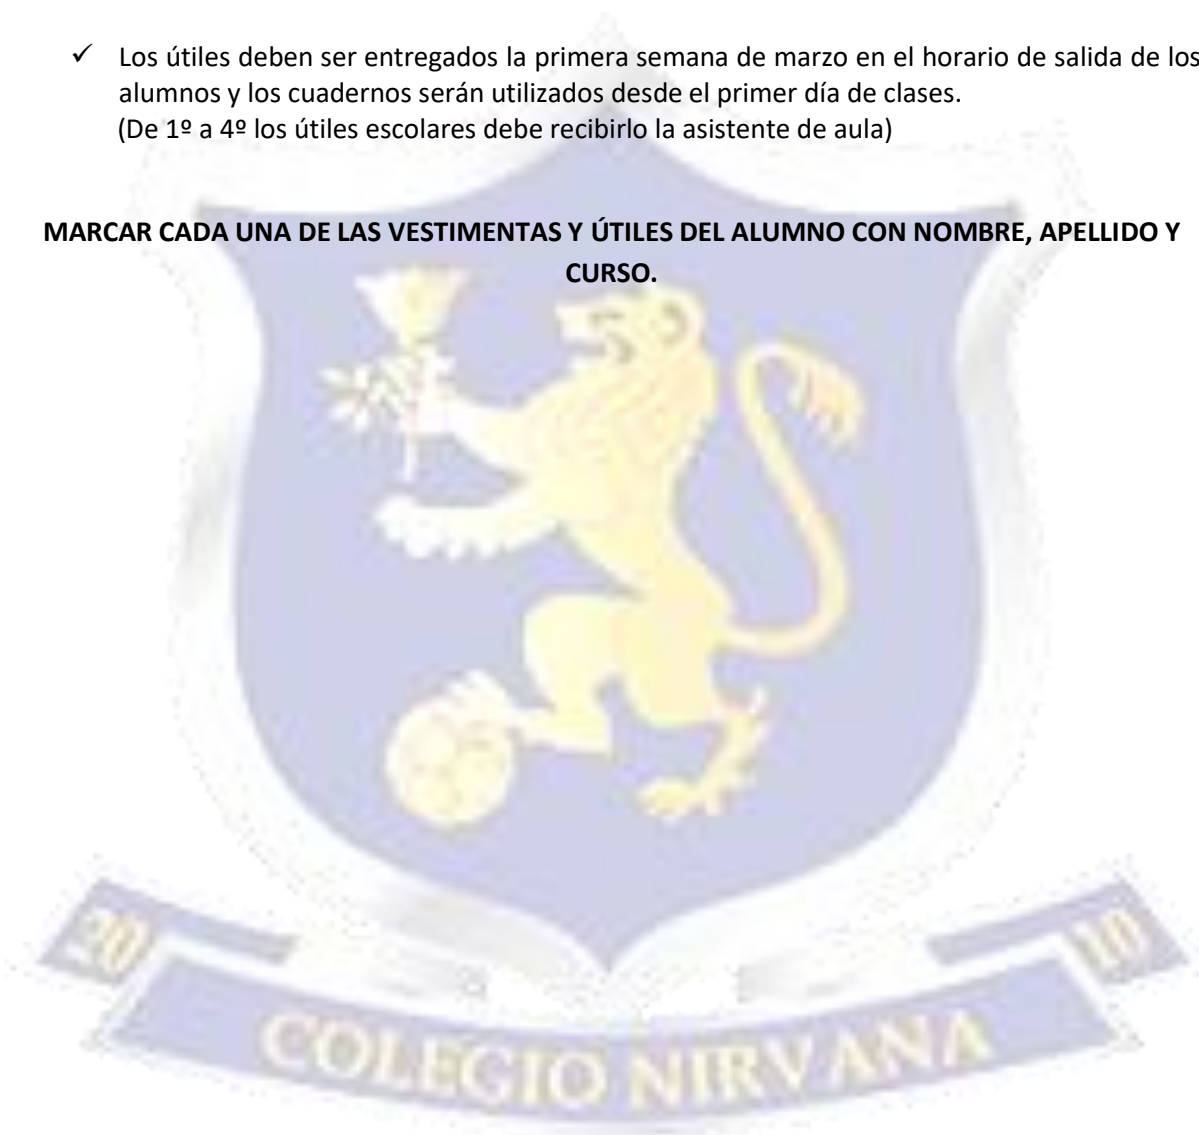 ✓ Los útiles deben ser entregados la primera semana de marzo en el horario de salida de los
alumnos y los cuadernos serán utilizados desde el primer día de clases.
(De 1º a 4º los útiles escolares debe recibirlo la asistente de aula)
MARCAR CADA UNA DE LAS VESTIMENTAS Y ÚTILES DEL ALUMNO CON NOMBRE, APELLIDO Y
CURSO.
20 10
COLEGIO NIRVANA